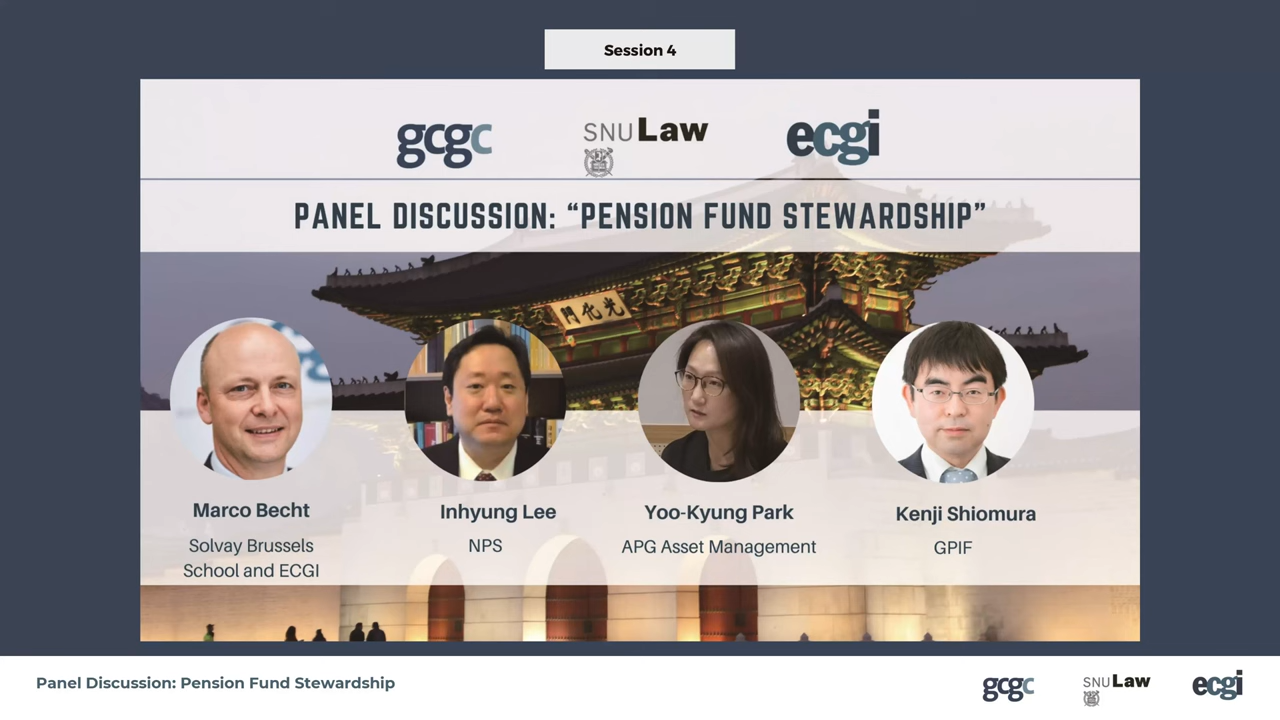 Session 4
gcgc
SNU Law
ecgi
PANEL DISCUSSION: “PENSION FUND STEWARDSHIP”
門化光
Marco Becht
Solvay Brussels
School and ECGI
Inhyung Lee
NPS
Yoo-Kyung Park
APG Asset Management
Kenji Shiomura
GPIF
Panel Discussion: Pension Fund Stewardship
gcgc
SNU Law
ecgi